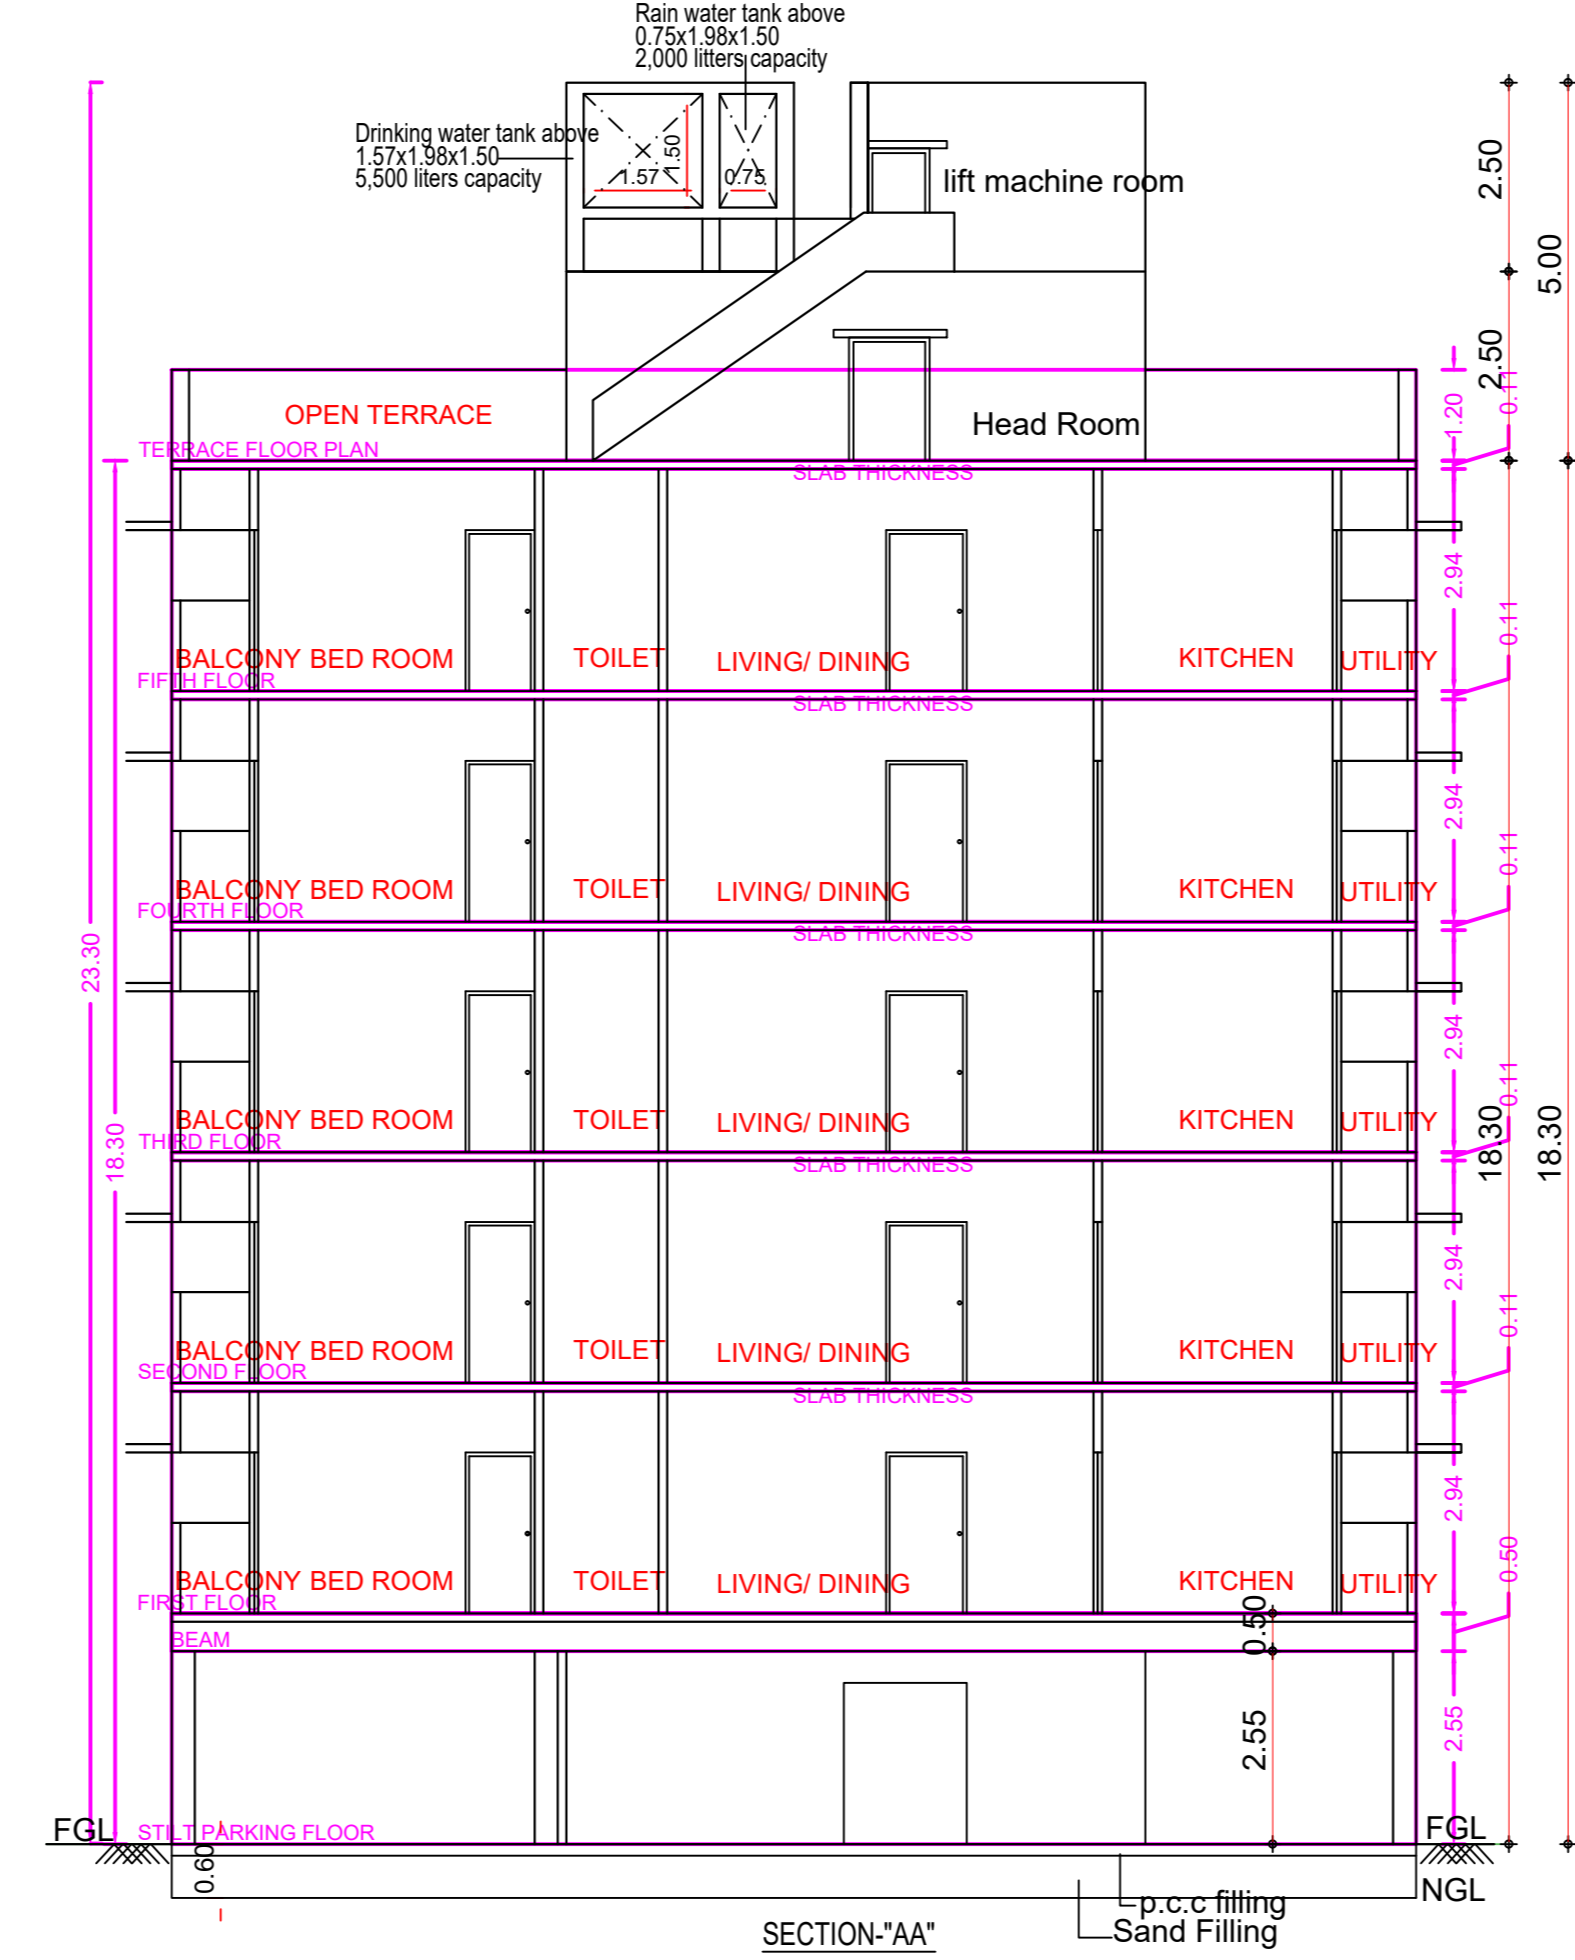 Rain water tank above
0.75x1.98x1.50
2,000 litters capacity
Drinking water tank above
1.57x1.98x1.50
5,500 liters capacity
1.57
1.50
0.75
lift machine room
2.50
5.00
2.50
0.11
1.20
OPEN TERRACE
Head Room
TERRACE FLOOR PLAN
SLAB THICKNESS
2.94
0.11
BALCONY BED ROOM TOILET LIVING/ DINING KITCHEN UTILITY
FIFTH FLOOR
SLAB THICKNESS
2.94
0.11
BALCONY BED ROOM TOILET LIVING/ DINING KITCHEN UTILITY
FOURTH FLOOR
SLAB THICKNESS
23.30
2.94
0.11
BALCONY BED ROOM TOILET LIVING/ DINING KITCHEN UTILITY
THIRD FLOOR
18.30
18.30
18.30
SLAB THICKNESS
2.94
0.11
BALCONY BED ROOM TOILET LIVING/ DINING KITCHEN UTILITY
SECOND FLOOR
SLAB THICKNESS
2.94
0.50
BALCONY BED ROOM TOILET LIVING/ DINING KITCHEN UTILITY
FIRST FLOOR
0.50
BEAM
2.55
2.55
FGL
STILT PARKING FLOOR
FGL
0.60
NGL
p.c.c filling
Sand Filling
SECTION-"AA"